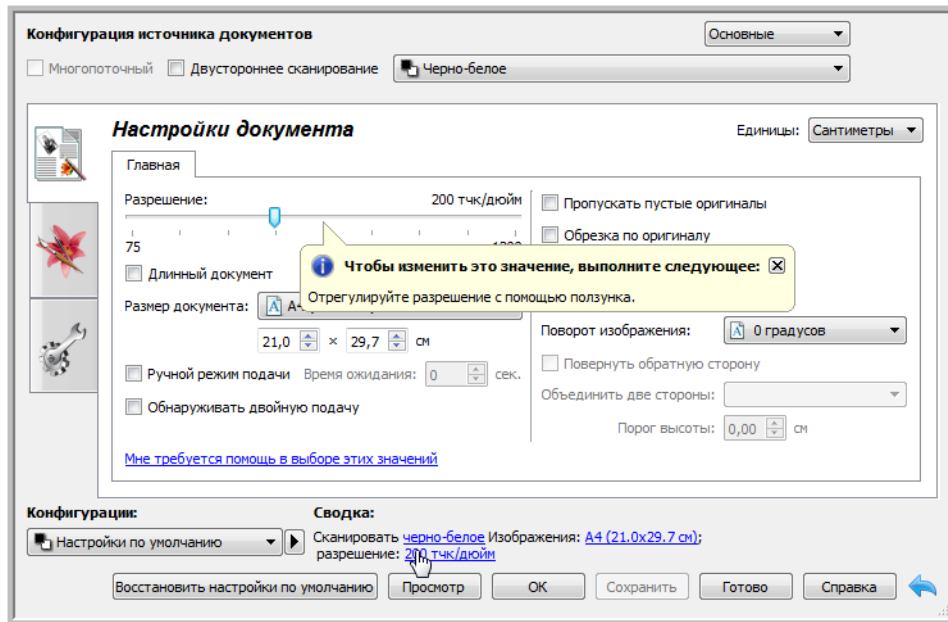 Конфигурация источника документов
Основные
Многопоточный
Двустороннее сканирование
Черно-белое
Настройки документа
Единицы: Сантиметры
Главная
Разрешение: 200 тчк/дюйм
75
Длинный документ
Размер документа:
21,0 × 29,7 см
Ручной режим подачи Время ожидания: 0 сек.
Обнаруживать двойную подачу
Мне требуется помощь в выборе этих значений
Пропускать пустые оригиналы
Обрезка по оригиналу
Чтобы изменить это значение, выполните следующее:
Отрегулируйте разрешение с помощью ползунка.
Поворот изображения: 0 градусов
Повернуть обратную сторону
Объединить две стороны:
Порог высоты: 0,00 см
Конфигурации:
Настройки по умолчанию
Сводка:
Сканировать черно-белое Изображения: A4 (21.0x29.7 см);
разрешение: 200 тчк/дюйм
Восстановить настройки по умолчанию
Просмотр
ОК
Сохранить
Готово
Справка